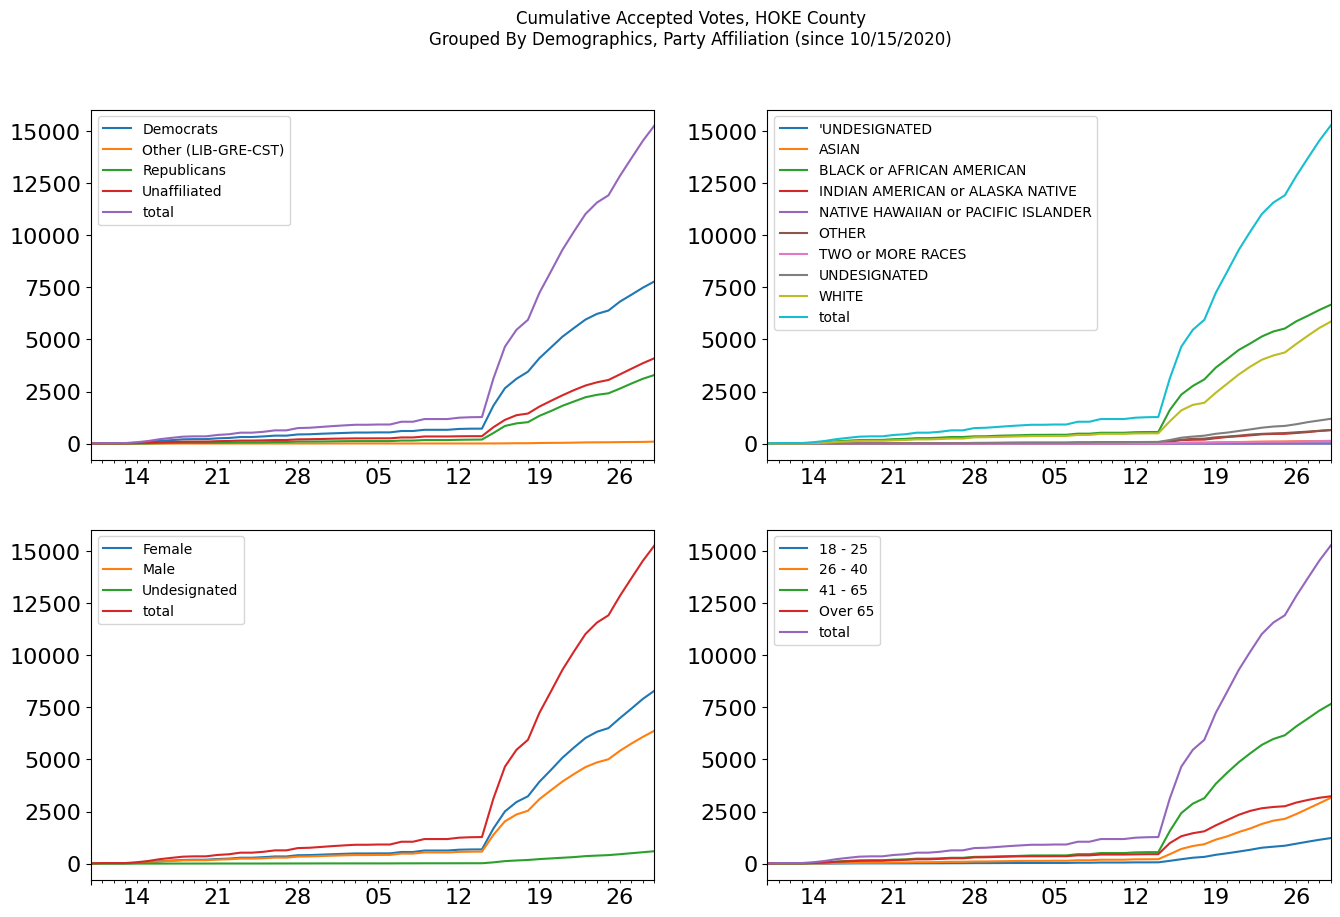 Cumulative Accepted Votes, HOKE County
Grouped By Demographics, Party Affiliation (since 10/15/2020)
15000
12500
10000
7500
5000
2500
0
Democrats
Other (LIB-GRE-CST)
Republicans
Unaffiliated
total
14 21 28 05 12 19 26
15000
12500
10000
7500
5000
2500
0
'UNDESIGNATED
ASIAN
BLACK or AFRICAN AMERICAN
INDIAN AMERICAN or ALASKA NATIVE
NATIVE HAWAIIAN or PACIFIC ISLANDER
OTHER
TWO or MORE RACES
UNDESIGNATED
WHITE
total
14 21 28 05 12 19 26
15000
12500
10000
7500
5000
2500
0
Female
Male
Undesignated
total
14 21 28 05 12 19 26
15000
12500
10000
7500
5000
2500
0
18 - 25
26 - 40
41 - 65
Over 65
total
14 21 28 05 12 19 26